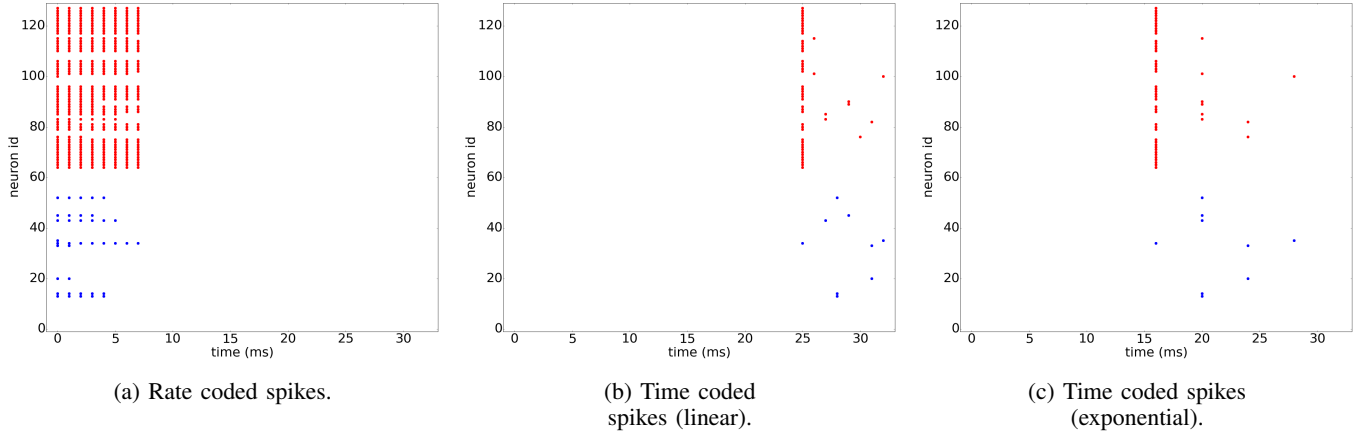 120
100
80
60
40
20
0
neuron id
0 5 10 15 20 25 30
time (ms)
(a) Rate coded spikes.
120
100
80
60
40
20
0
neuron id
0 5 10 15 20 25 30
time (ms)
(b) Time coded
spikes (linear).
120
100
80
60
40
20
0
neuron id
0 5 10 15 20 25 30
time (ms)
(c) Time coded spikes
(exponential).